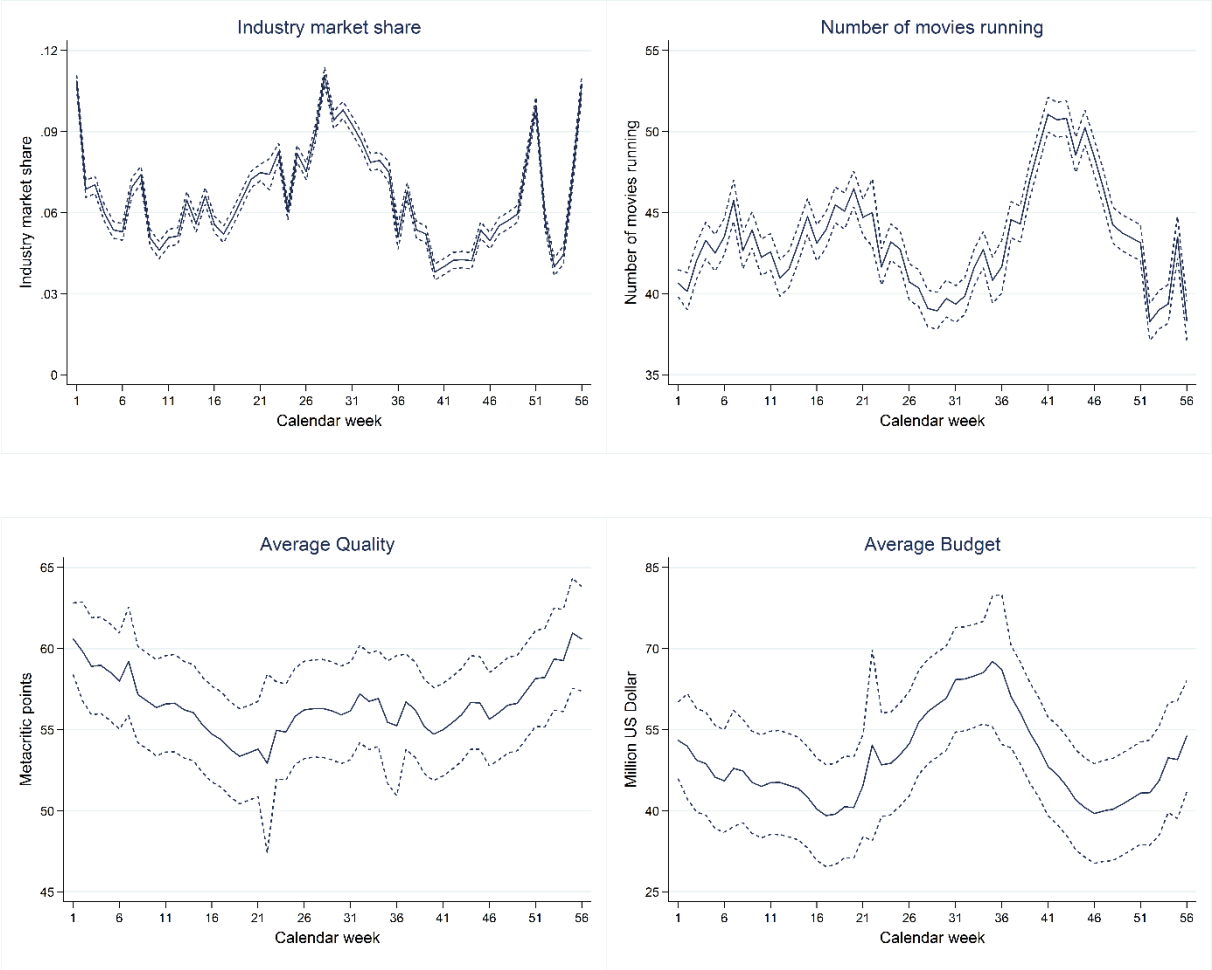 Industry market share
Industry market share
.12
.09
.06
.03
0
1 6 11 16 21 26 31 36 41 46 51 56
Calendar week
Number of movies running
Number of movies running
55
50
45
40
35
1 6 11 16 21 26 31 36 41 46 51 56
Calendar week
Average Quality
Metacritic points
65
60
55
50
45
1 6 11 16 21 26 31 36 41 46 51 56
Calendar week
Average Budget
Million US Dollar
85
70
55
40
25
1 6 11 16 21 26 31 36 41 46 51 56
Calendar week